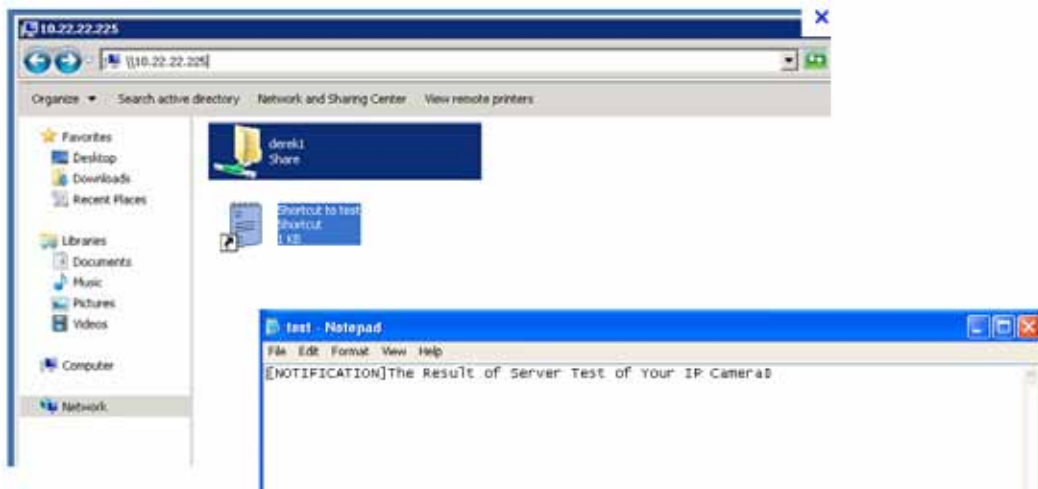 10.22.22.225
\\10.22.22.225
Organize Search active directory Network and Sharing Center View remote printers
Favorites
Desktop
Downloads
Recent Places
Libraries
Documents
Music
Pictures
Videos
Computer
Network
derek1
Share
Shortcut to test
Shortcut
1 KB
test - Notepad
File Edit Format View Help
[NOTIFICATION]The Result of Server Test of Your IP Camera